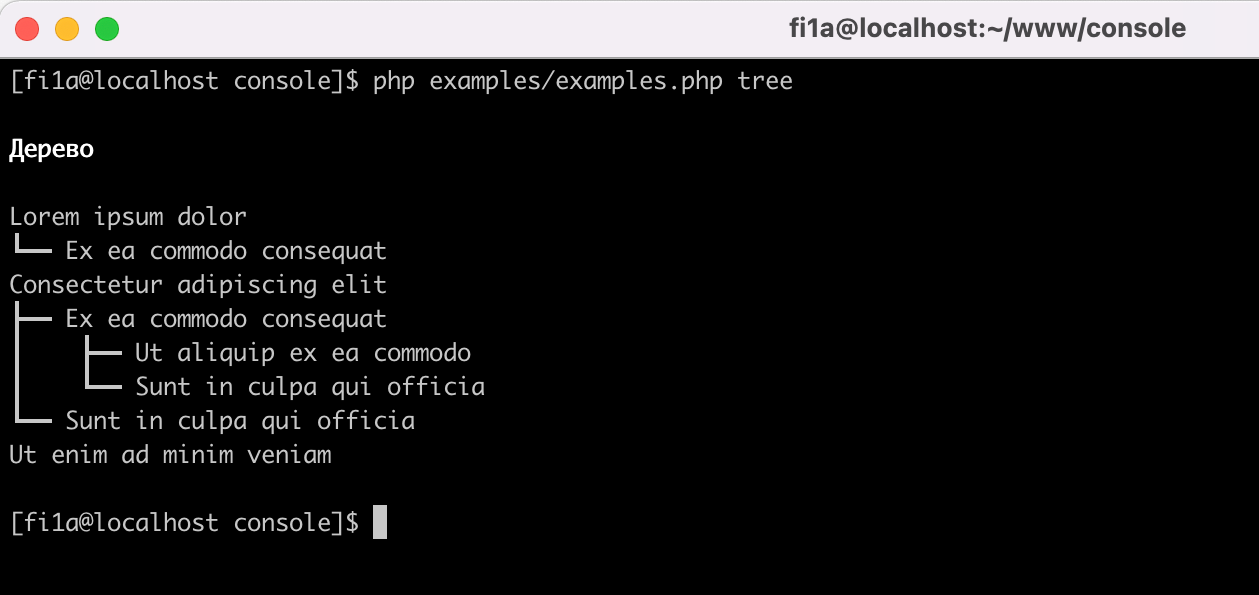 fi1a@localhost:~/www/console
[fi1a@localhost console]$ php examples/examples.php tree
Дерево
Lorem ipsum dolor
┗━━ Ex ea commodo consequat
Consectetur adipiscing elit
┣━━ Ex ea commodo consequat
┃    ┣━━ Ut aliquip ex ea commodo
┃    ┗━━ Sunt in culpa qui officia
┗━━ Sunt in culpa qui officia
Ut enim ad minim veniam
[fi1a@localhost console]$